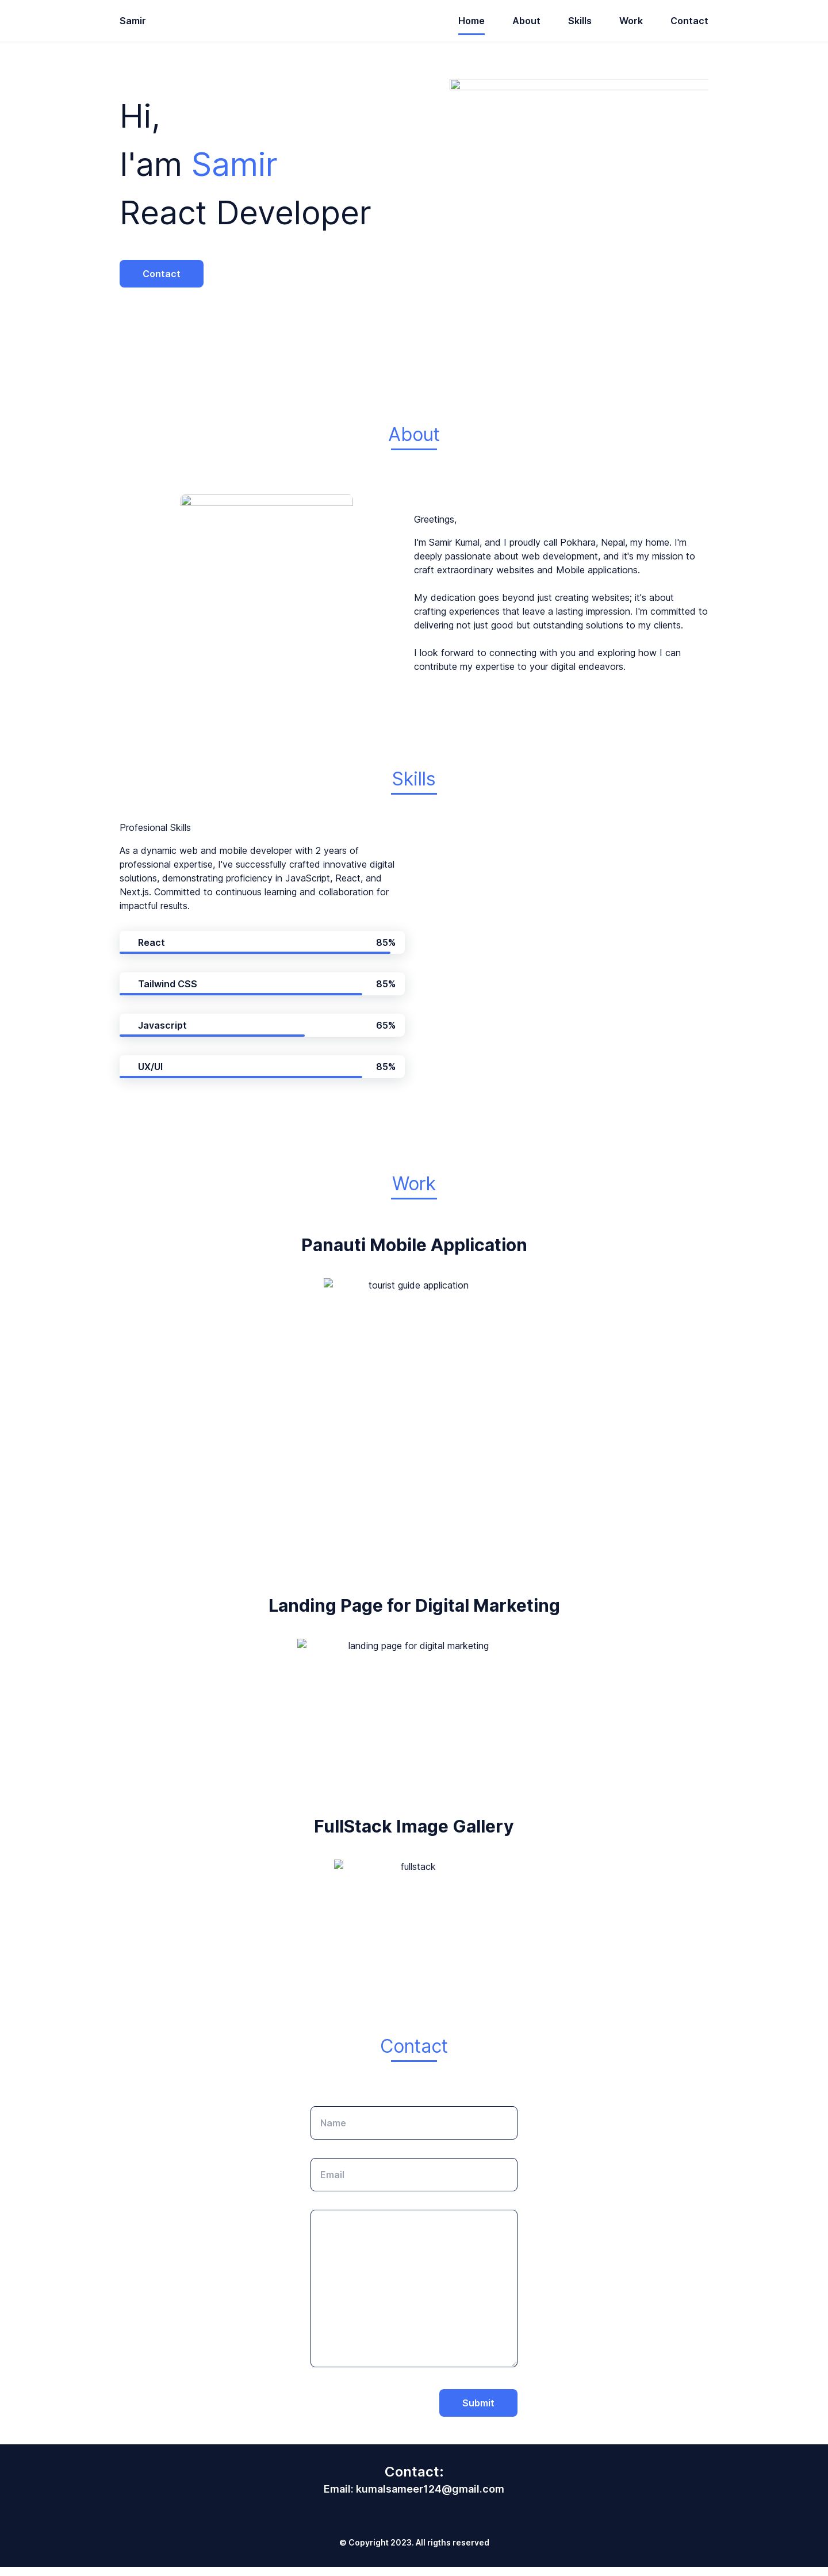 Samir
Home About Skills Work Contact
Hi,
I'am Samir
React Developer
Contact
About
Greetings,
I'm Samir Kumal, and I proudly call Pokhara, Nepal, my home. I'm
deeply passionate about web development, and it's my mission to
craft extraordinary websites and Mobile applications.
My dedication goes beyond just creating websites; it's about
crafting experiences that leave a lasting impression. I'm committed to
delivering not just good but outstanding solutions to my clients.
I look forward to connecting with you and exploring how I can
contribute my expertise to your digital endeavors.
Skills
Profesional Skills
As a dynamic web and mobile developer with 2 years of
professional expertise, I've successfully crafted innovative digital
solutions, demonstrating proficiency in JavaScript, React, and
Next.js. Committed to continuous learning and collaboration for
impactful results.
React 85%
Tailwind CSS 85%
Javascript 65%
UX/UI 85%
Work
Panauti Mobile Application
tourist guide application
Landing Page for Digital Marketing
landing page for digital marketing
FullStack Image Gallery
fullstack
Contact
Name
Email
Submit
Contact:
Email: kumalsameer124@gmail.com
© Copyright 2023. All rigths reserved